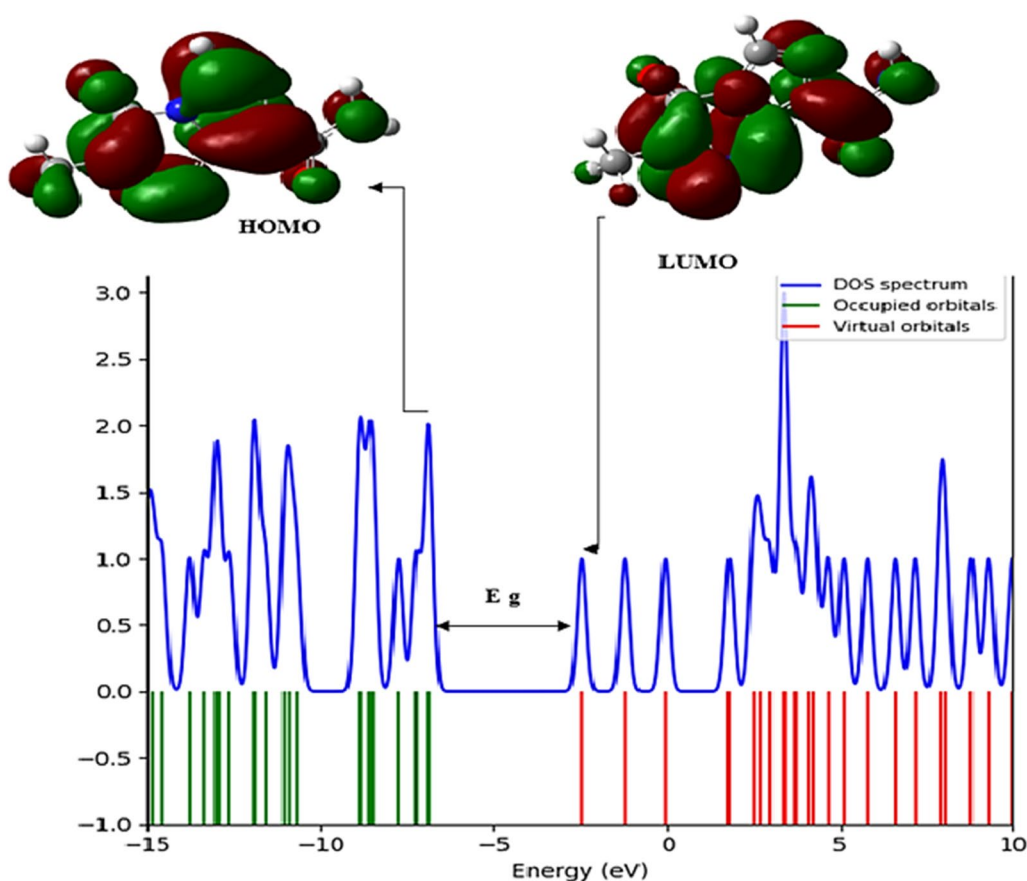 HOMO
LUMO
DOS spectrum
Occupied orbitals
Virtual orbitals
3.0
2.5
2.0
1.5
1.0
E g
0.5
0.0
−0.5
−1.0
−15
−10
−5
0
5
10
Energy (eV)